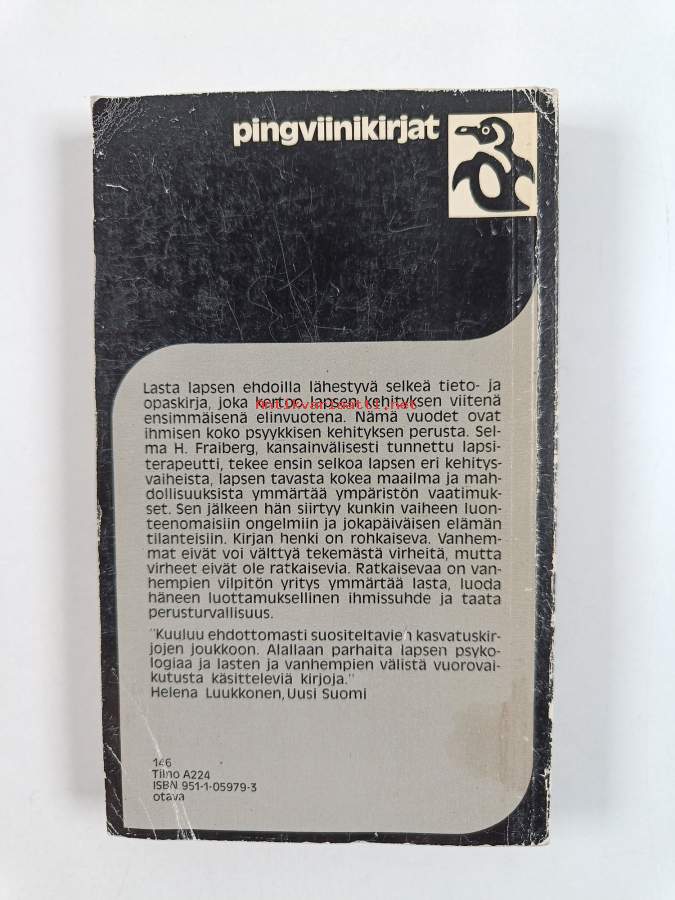 pingviinikirjat
Lasta lapsen ehdoilla lähestyvä selkeä tieto- ja
opaskirja, joka kertoo lapsen kehityksen viitenä
Antikvariaatti.net
ensimmäisenä elinvuotena. Nämä vuodet ovat
ihmisen koko psyykkisen kehityksen perusta. Sel-
ma H. Fraiberg, kansainvälisesti tunnettu lapsi-
terapeutti, tekee ensin selkoa lapsen eri kehitys-
vaiheista, lapsen tavasta kokea maailma ja mah-
dollisuuksista ymmärtää ympäristön vaatimuk-
set. Sen jälkeen hän siirtyy kunkin vaiheen luon-
teenomaisiin ongelmiin ja jokapäiväisen elämän
tilanteisiin. Kirjan henki on rohkaiseva. Vanhem-
mat eivät voi välttyä tekemästä virheitä, mutta
virheet eivät ole ratkaisevia. Ratkaisevaa on van-
hempien vilpitön yritys ymmärtää lasta, luoda
häneen luottamuksellinen ihmissuhde ja taata
perusturvallisuus.
"Kuuluu ehdottomasti suositeltavien kasvatuskir-
jojen joukkoon. Alallaan parhaita lapsen psyko-
logiaa ja lasten ja vanhempien välistä vuorovai-
kutusta käsitteleviä kirjoja."
Helena Luukkonen, Uusi Suomi
146
Tilno A224
ISBN 951-1-05979-3
otava